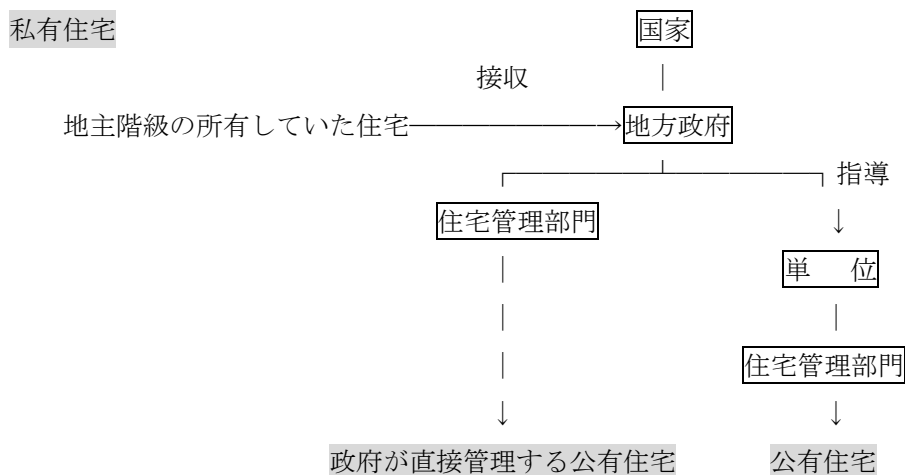 私有住宅 国家
接収
地主階級の所有していた住宅 地方政府
指導
住宅管理部門
単 位
住宅管理部門
政府が直接管理する公有住宅 公有住宅